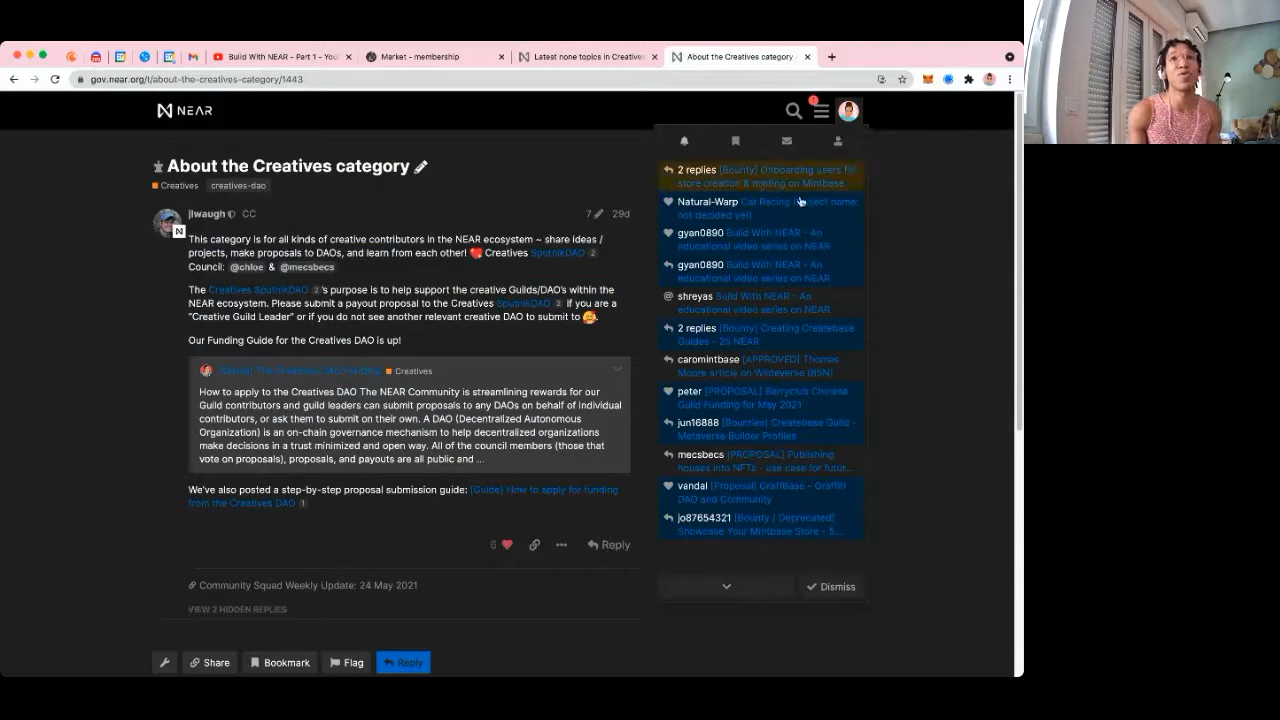 Build With NEAR - Part 1 - You
Market - membership
Latest none topics in Creatives
About the Creatives category
gov.near.org/t/about-the-creatives-category/1443
NEAR
1
About the Creatives category
Creatives creatives-dao
jlwaugh CC
7 29d
This category is for all kinds of creative contributors in the NEAR ecosystem ~ share ideas /
projects, make proposals to DAOs, and learn from each other! Creatives SputnikDAO 2
Council: @chloe & @mecsbecs
The Creatives SputnikDAO 2 's purpose is to help support the creative Guilds/DAO's within the
NEAR ecosystem. Please submit a payout proposal to the Creatives SputnikDAO 2 if you are a
"Creative Guild Leader" or if you do not see another relevant creative DAO to submit to
Our Funding Guide for the Creatives DAO is up!
The Creatives DAO Creatives
How to apply to the Creatives DAO The NEAR Community is streamlining rewards for our
Guild contributors and guild leaders can submit proposals to any DAOs on behalf of individual
contributors, or ask them to submit on their own. A DAO (Decentralized Autonomous
Organization) is an on-chain governance mechanism to help decentralized organizations
make decisions in a trust minimized and open way. All of the council members (those that
vote on proposals), proposals, and payouts are all public and ...
We've also posted a step-by-step proposal submission guide: [Guide] How to apply for funding
from the Creatives DAO 1
6 Reply
Community Squad Weekly Update: 24 May 2021
VIEW 2 HIDDEN REPLIES
Share Bookmark Flag Reply
2 replies [Bounty] Onboarding users for
store creation & minting on Mintbase
Natural-Warp Cat Racing (Project name:
not decided yet)
gyan0890 Build With NEAR - An
educational video series on NEAR
gyan0890 Build With NEAR - An
educational video series on NEAR
shreyas Build With NEAR - An
educational video series on NEAR
2 replies [Bounty] Creating Createbase
Guides - 25 NEAR
caromintbase [APPROVED] Thomas
Moore article on Wildeverse (85N)
peter [PROPOSAL] Berryclub Chinese
Guild Funding for May 2021
jun16888 [Bounties] Createbase Guild -
Metaverse Builder Profiles
mecsbecs [PROPOSAL] Publishing
houses into NFTs - use case for futur...
vandal [Proposal] GraffBase - Graffiti
DAO and Community
jo87654321 [Bounty / Deprecated]
Showcase Your Mintbase Store - 5...
Dismiss